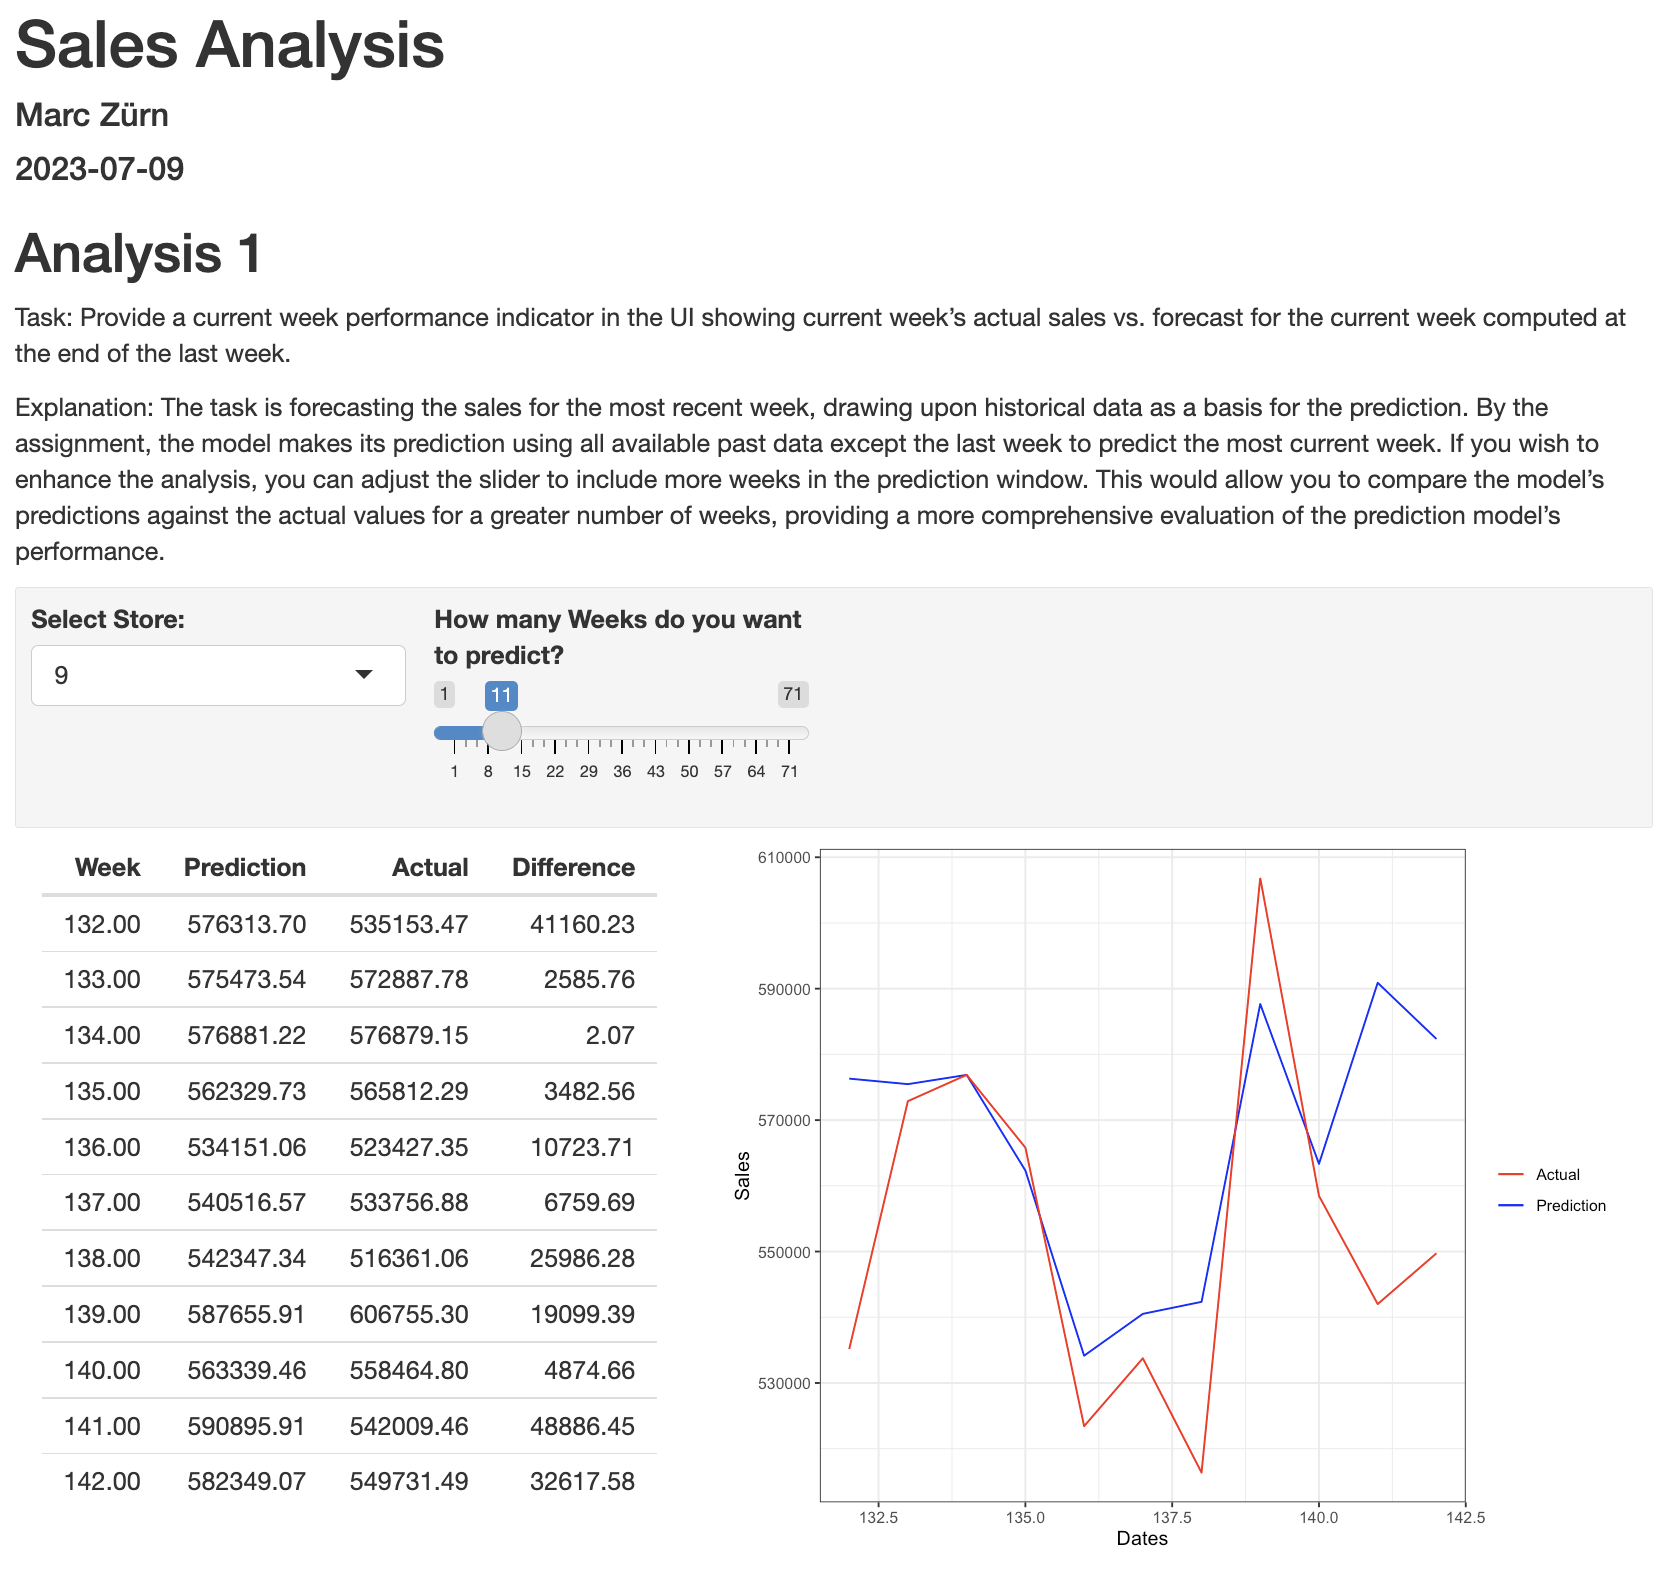 Sales Analysis
Marc Zürn
2023-07-09
Analysis 1
Task: Provide a current week performance indicator in the UI showing current week’s actual sales vs. forecast for the current week computed at
the end of the last week.
Explanation: The task is forecasting the sales for the most recent week, drawing upon historical data as a basis for the prediction. By the
assignment, the model makes its prediction using all available past data except the last week to predict the most current week. If you wish to
enhance the analysis, you can adjust the slider to include more weeks in the prediction window. This would allow you to compare the model’s
predictions against the actual values for a greater number of weeks, providing a more comprehensive evaluation of the prediction model’s
performance.
Select Store:
9
How many Weeks do you want
to predict?
1 11 71
1 8 15 22 29 36 43 50 57 64 71
Week Prediction Actual Difference
132.00 576313.70 535153.47 41160.23
133.00 575473.54 572887.78 2585.76
134.00 576881.22 576879.15 2.07
135.00 562329.73 565812.29 3482.56
136.00 534151.06 523427.35 10723.71
137.00 540516.57 533756.88 6759.69
138.00 542347.34 516361.06 25986.28
139.00 587655.91 606755.30 19099.39
140.00 563339.46 558464.80 4874.66
141.00 590895.91 542009.46 48886.45
142.00 582349.07 549731.49 32617.58
Sales
610000
590000
570000
550000
530000
132.5 135.0 137.5 140.0 142.5
Dates
Actual
Prediction